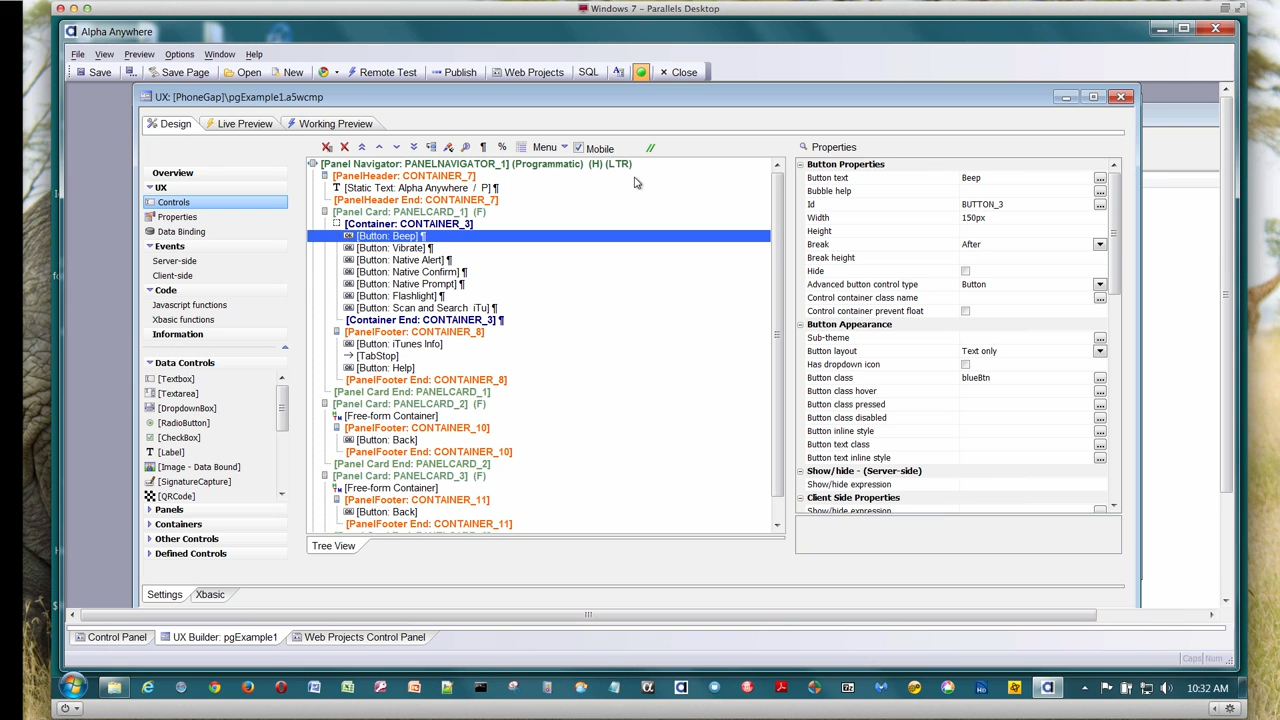 Windows 7 - Parallels Desktop
Alpha Anywhere
File View Preview Options Window Help
Save Save Page Open New Remote Test Publish Web Projects SQL Close
UX: [PhoneGap]\pgExample1.a5wcmp
Design Live Preview Working Preview
Menu Mobile
Properties
Overview
UX
Controls
Properties
Data Binding
Events
Server-side
Client-side
Code
Javascript functions
Xbasic functions
Information
Data Controls
[Textbox]
[Textarea]
[DropdownBox]
[RadioButton]
[CheckBox]
[Label]
[Image - Data Bound]
[SignatureCapture]
[QRCode]
Panels
Containers
Other Controls
Defined Controls
[Panel Navigator: PANELNAVIGATOR_1] (Programmatic) (H) (LTR)
[PanelHeader: CONTAINER_7]
[Static Text: Alpha Anywhere / P] ¶
[PanelHeader End: CONTAINER_7]
[Panel Card: PANELCARD_1] (F)
[Container: CONTAINER_3]
[Button: Beep] ¶
[Button: Vibrate] ¶
[Button: Native Alert] ¶
[Button: Native Confirm] ¶
[Button: Native Prompt] ¶
[Button: Flashlight] ¶
[Button: Scan and Search iTu] ¶
[Container End: CONTAINER_3] ¶
[PanelFooter: CONTAINER_8]
[Button: iTunes Info]
[TabStop]
[Button: Help]
[PanelFooter End: CONTAINER_8]
[Panel Card End: PANELCARD_1]
[Panel Card: PANELCARD_2] (F)
[Free-form Container]
[PanelFooter: CONTAINER_10]
[Button: Back]
[PanelFooter End: CONTAINER_10]
[Panel Card End: PANELCARD_2]
[Panel Card: PANELCARD_3] (F)
[Free-form Container]
[PanelFooter: CONTAINER_11]
[Button: Back]
[PanelFooter End: CONTAINER_11]
Tree View
Button Properties
Button text Beep
Bubble help
Id BUTTON_3
Width 150px
Height
Break After
Break height
Hide
Advanced button control type Button
Control container class name
Control container prevent float
Button Appearance
Sub-theme
Button layout Text only
Has dropdown icon
Button class blueBtn
Button class hover
Button class pressed
Button class disabled
Button inline style
Button text class
Button text inline style
Show/hide - (Server-side)
Show/hide expression
Client Side Properties
Show/hide expression
Settings Xbasic
Control Panel UX Builder: pgExample1 Web Projects Control Panel
Caps Num
10:32 AM